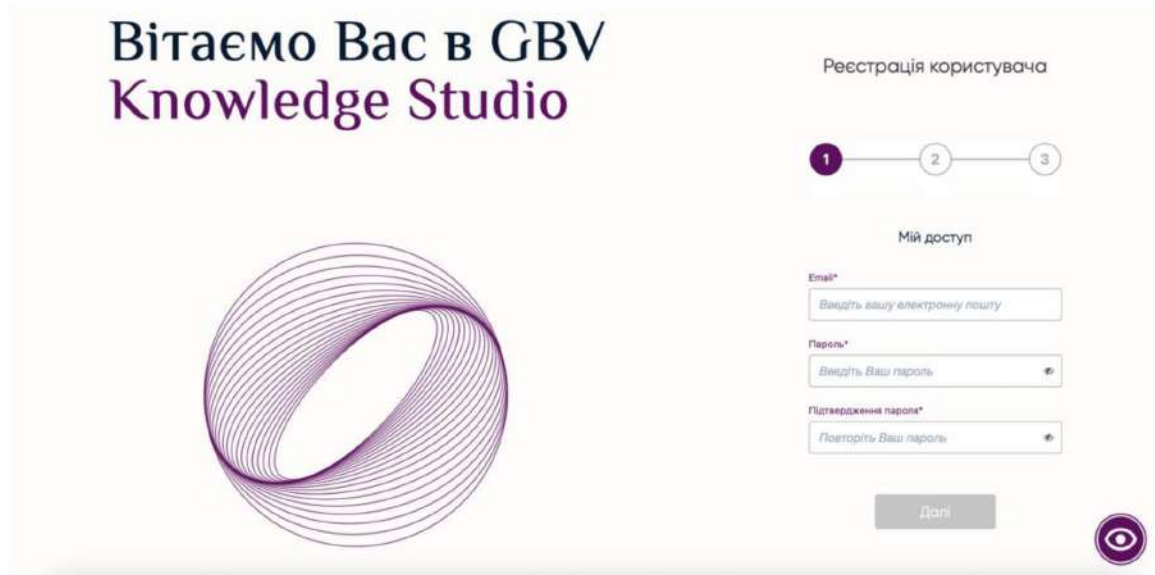 Вітаємо Вас в GBV
Knowledge Studio
Реєстрація користувача
1 2 3
Мій доступ
Email*
Введіть вашу електронну пошту
Пароль*
Введіть Ваш пароль
Підтвердження пароля*
Повторіть Ваш пароль
Далі